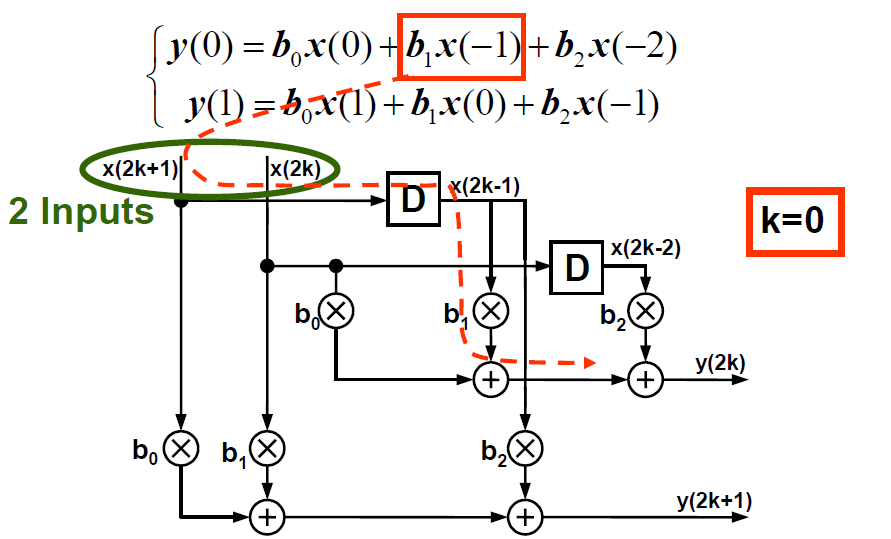 y(0) = b₀x(0) + b₁x(−1) + b₂x(−2)
y(1) = b₀x(1) + b₁x(0) + b₂x(−1)
x(2k+1) x(2k)
2 Inputs
D x(2k-1)
k=0
D x(2k-2)
b₀ b₁ b₂
y(2k)
b₀ b₁ b₂
y(2k+1)